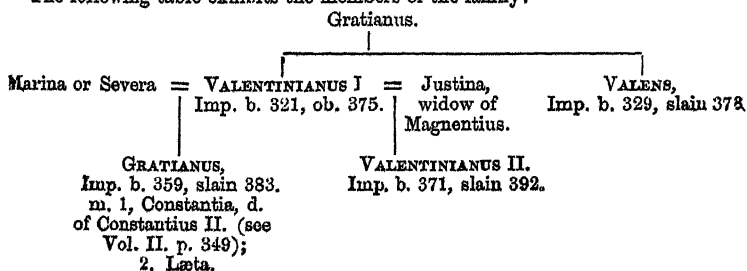 The following table exhibits the members of the family:
Gratianus.
Marina or Severa = VALENTINIANUS I = Justina, VALENS,
Imp. b. 321, ob. 375. widow of Imp. b. 329, slain 378
Magnentius.
GRATIANUS, VALENTINIANUS II.
Imp. b. 359, slain 383. Imp. b. 371, slain 392.
m. 1, Constantia, d.
of Constantius II. (see
Vol. II. p. 349);
2. Læta.